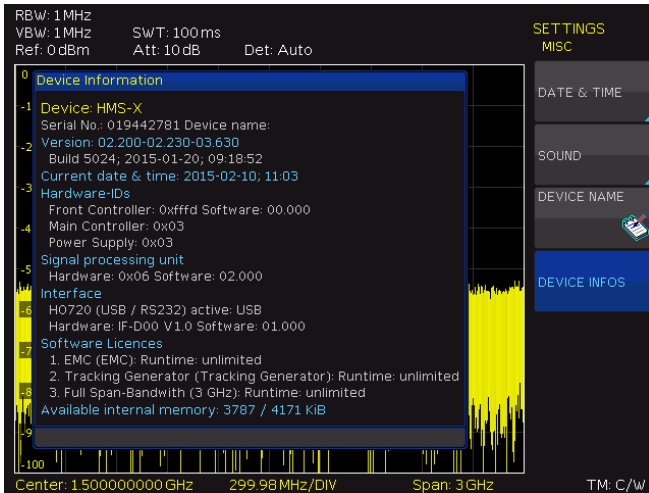 RBW: 1 MHz
VBW: 1 MHz SWT: 100 ms
Ref: 0 dBm Att: 10 dB Det: Auto
SETTINGS
MISC
0
-1
-2
-3
-4
-5
-6
-7
-8
-9
-100
Device Information
Device: HMS-X
Serial No.: 019442781 Device name:
Version: 02.200-02.230-03.630
Build 5024; 2015-01-20; 09:18:52
Current date & time: 2015-02-10; 11:03
Hardware-IDs
Front Controller: 0xfffd Software: 00.000
Main Controller: 0x03
Power Supply: 0x03
Signal processing unit
Hardware: 0x06 Software: 02.000
Interface
HO720 (USB / RS232) active: USB
Hardware: IF-D00 V1.0 Software: 01.000
Software Licences
1. EMC (EMC): Runtime: unlimited
2. Tracking Generator (Tracking Generator): Runtime: unlimited
3. Full Span-Bandwith (3 GHz): Runtime: unlimited
Available internal memory: 3787 / 4171 KiB
DATE & TIME
SOUND
DEVICE NAME
DEVICE INFOS
Center: 1.500000000 GHz 299.98 MHz/DIV Span: 3 GHz TM: C/W